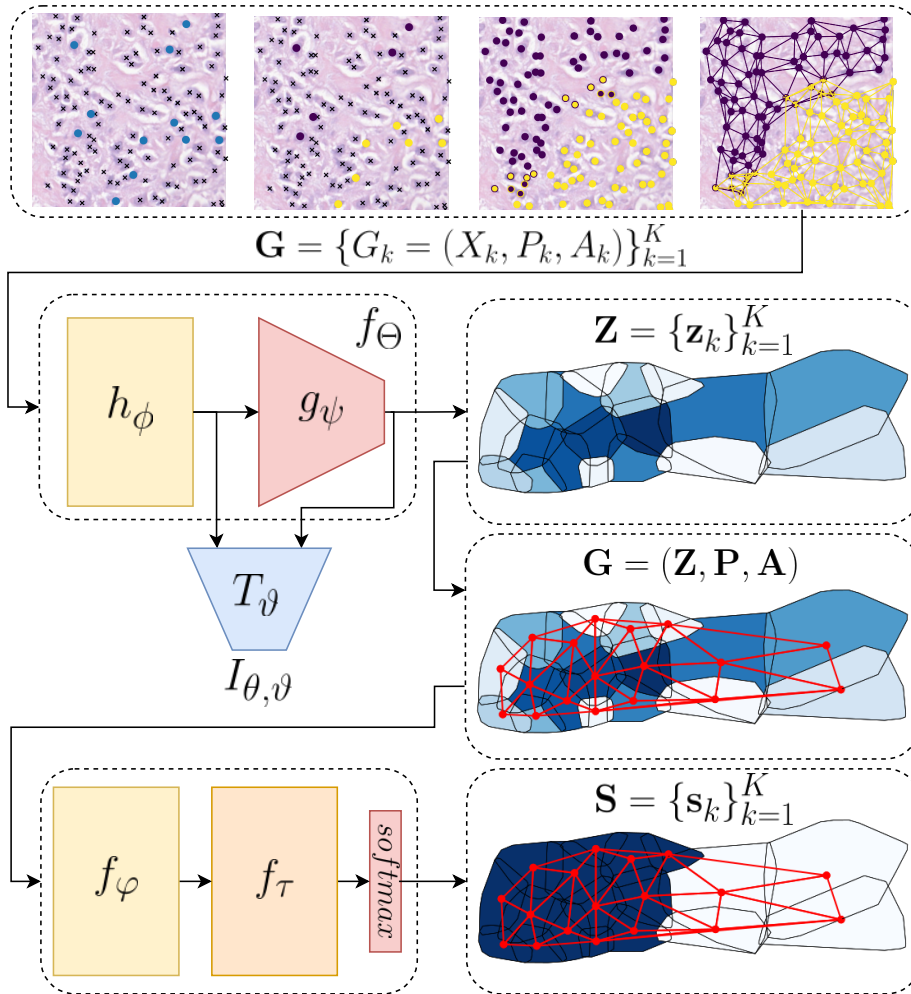 𝐆 = {G_k = (X_k, P_k, A_k)}_{k=1}^K
h_ϕ
g_ψ
f_Θ
𝐙 = {𝐳_k}_{k=1}^K
T_ϑ
I_{θ,ϑ}
𝐆 = (𝐙, 𝐏, 𝐀)
f_φ
f_τ
softmax
𝐒 = {𝐬_k}_{k=1}^K